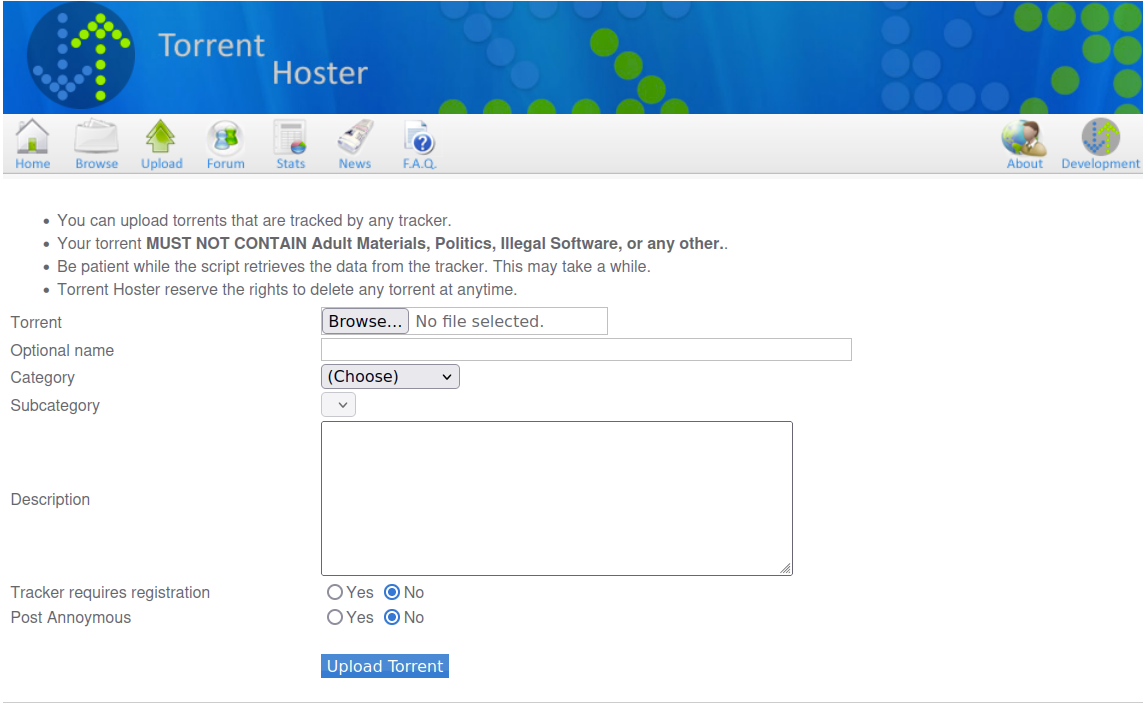 Torrent
Hoster
Home Browse Upload Forum Stats News F.A.Q. About Development
You can upload torrents that are tracked by any tracker.
Your torrent MUST NOT CONTAIN Adult Materials, Politics, Illegal Software, or any other..
Be patient while the script retrieves the data from the tracker. This may take a while.
Torrent Hoster reserve the rights to delete any torrent at anytime.
Torrent Browse... No file selected.
Optional name
Category (Choose)
Subcategory
Description
Tracker requires registration Yes No
Post Annoymous Yes No
Upload Torrent